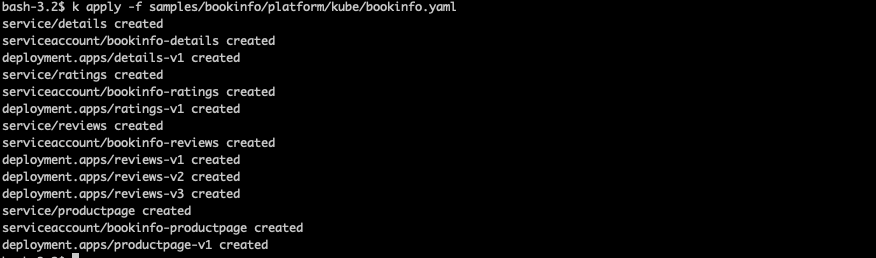 bash-3.2$ k apply -f samples/bookinfo/platform/kube/bookinfo.yaml
service/details created
serviceaccount/bookinfo-details created
deployment.apps/details-v1 created
service/ratings created
serviceaccount/bookinfo-ratings created
deployment.apps/ratings-v1 created
service/reviews created
serviceaccount/bookinfo-reviews created
deployment.apps/reviews-v1 created
deployment.apps/reviews-v2 created
deployment.apps/reviews-v3 created
service/productpage created
serviceaccount/bookinfo-productpage created
deployment.apps/productpage-v1 created
bash-3.2$